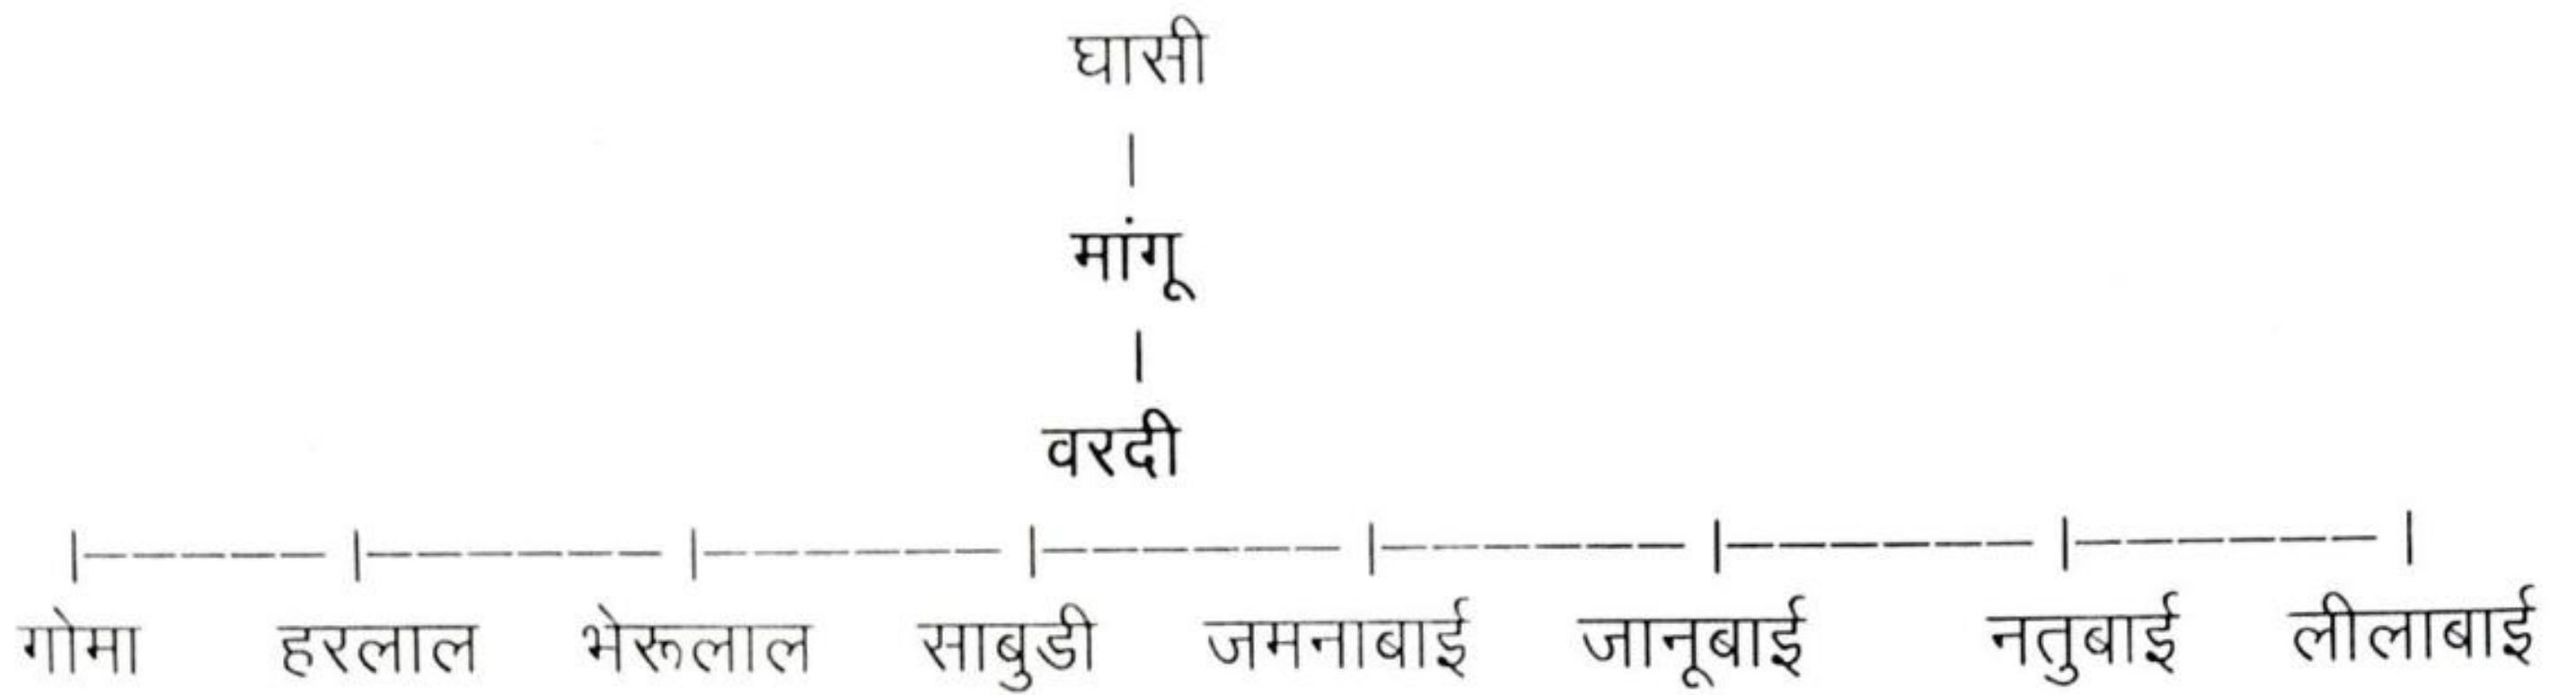 घासी
मांगू
वरदी
गोमा हरलाल भेरूलाल साबुडी जमनाबाई जानूबाई नतुबाई लीलाबाई